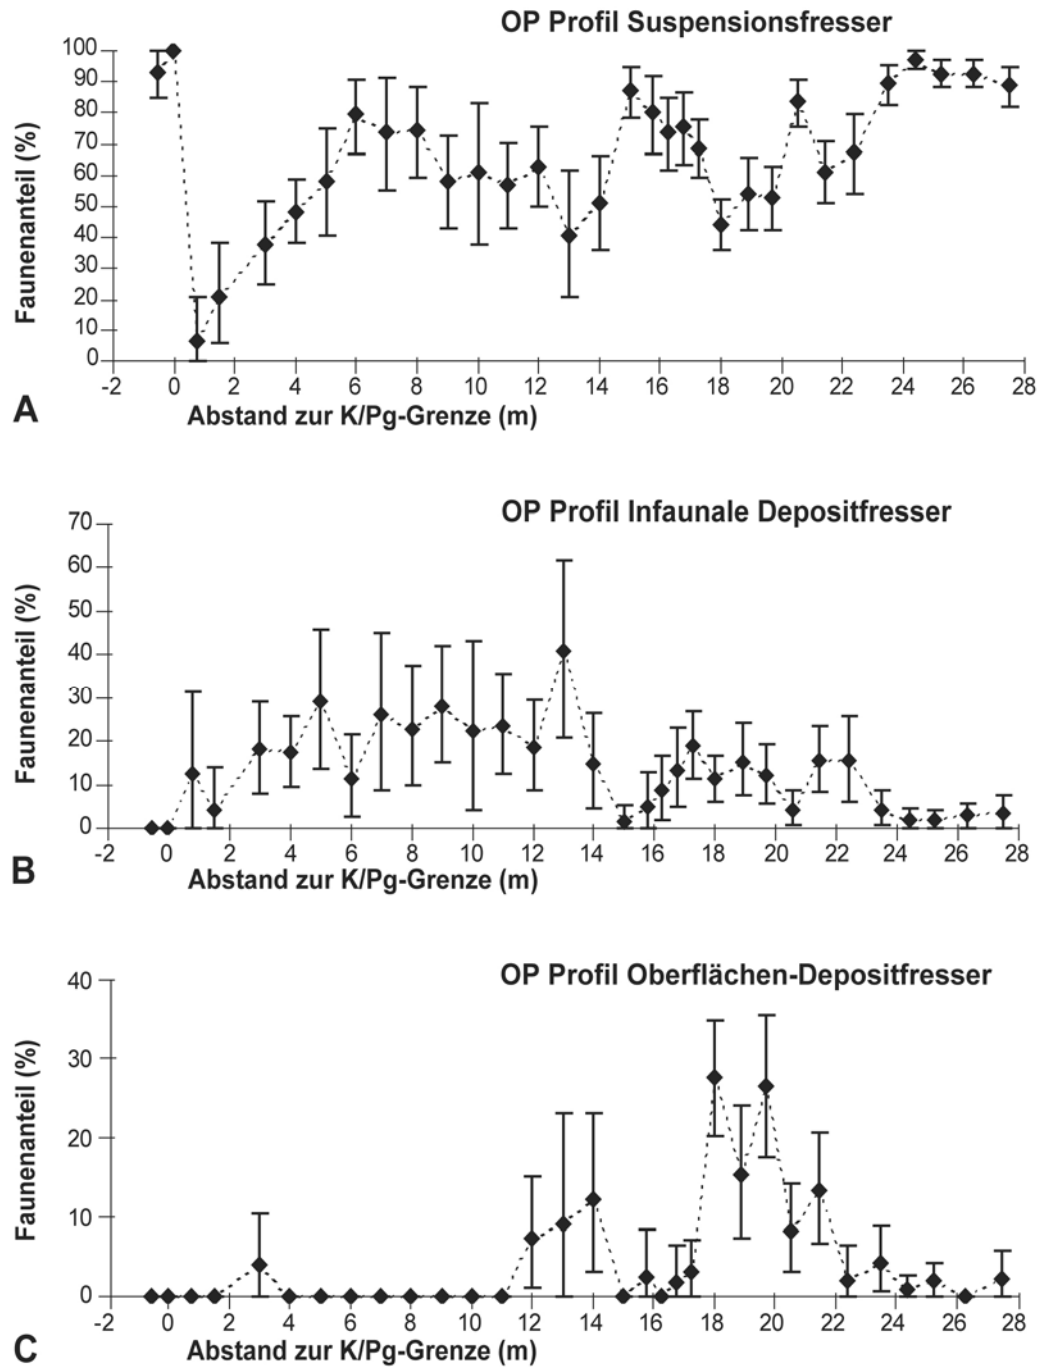 OP Profil Suspensionsfresser
Faunenanteil (%)
100
90
80
70
60
50
40
30
20
10
0
-2 0 2 4 6 8 10 12 14 16 18 20 22 24 26 28
A
Abstand zur K/Pg-Grenze (m)
OP Profil Infaunale Depositfresser
Faunenanteil (%)
70
60
50
40
30
20
10
0
-2 0 2 4 6 8 10 12 14 16 18 20 22 24 26 28
B
Abstand zur K/Pg-Grenze (m)
OP Profil Oberflächen-Depositfresser
Faunenanteil (%)
40
30
20
10
0
-2 0 2 4 6 8 10 12 14 16 18 20 22 24 26 28
C
Abstand zur K/Pg-Grenze (m)